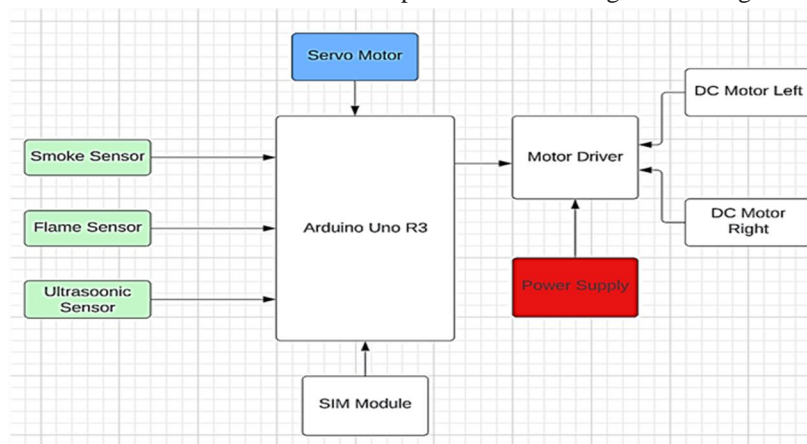 Servo Motor
DC Motor Left
Smoke Sensor
Motor Driver
Flame Sensor
Arduino Uno R3
DC Motor
Right
Ultrasoonic
Sensor
Power Supply
SIM Module